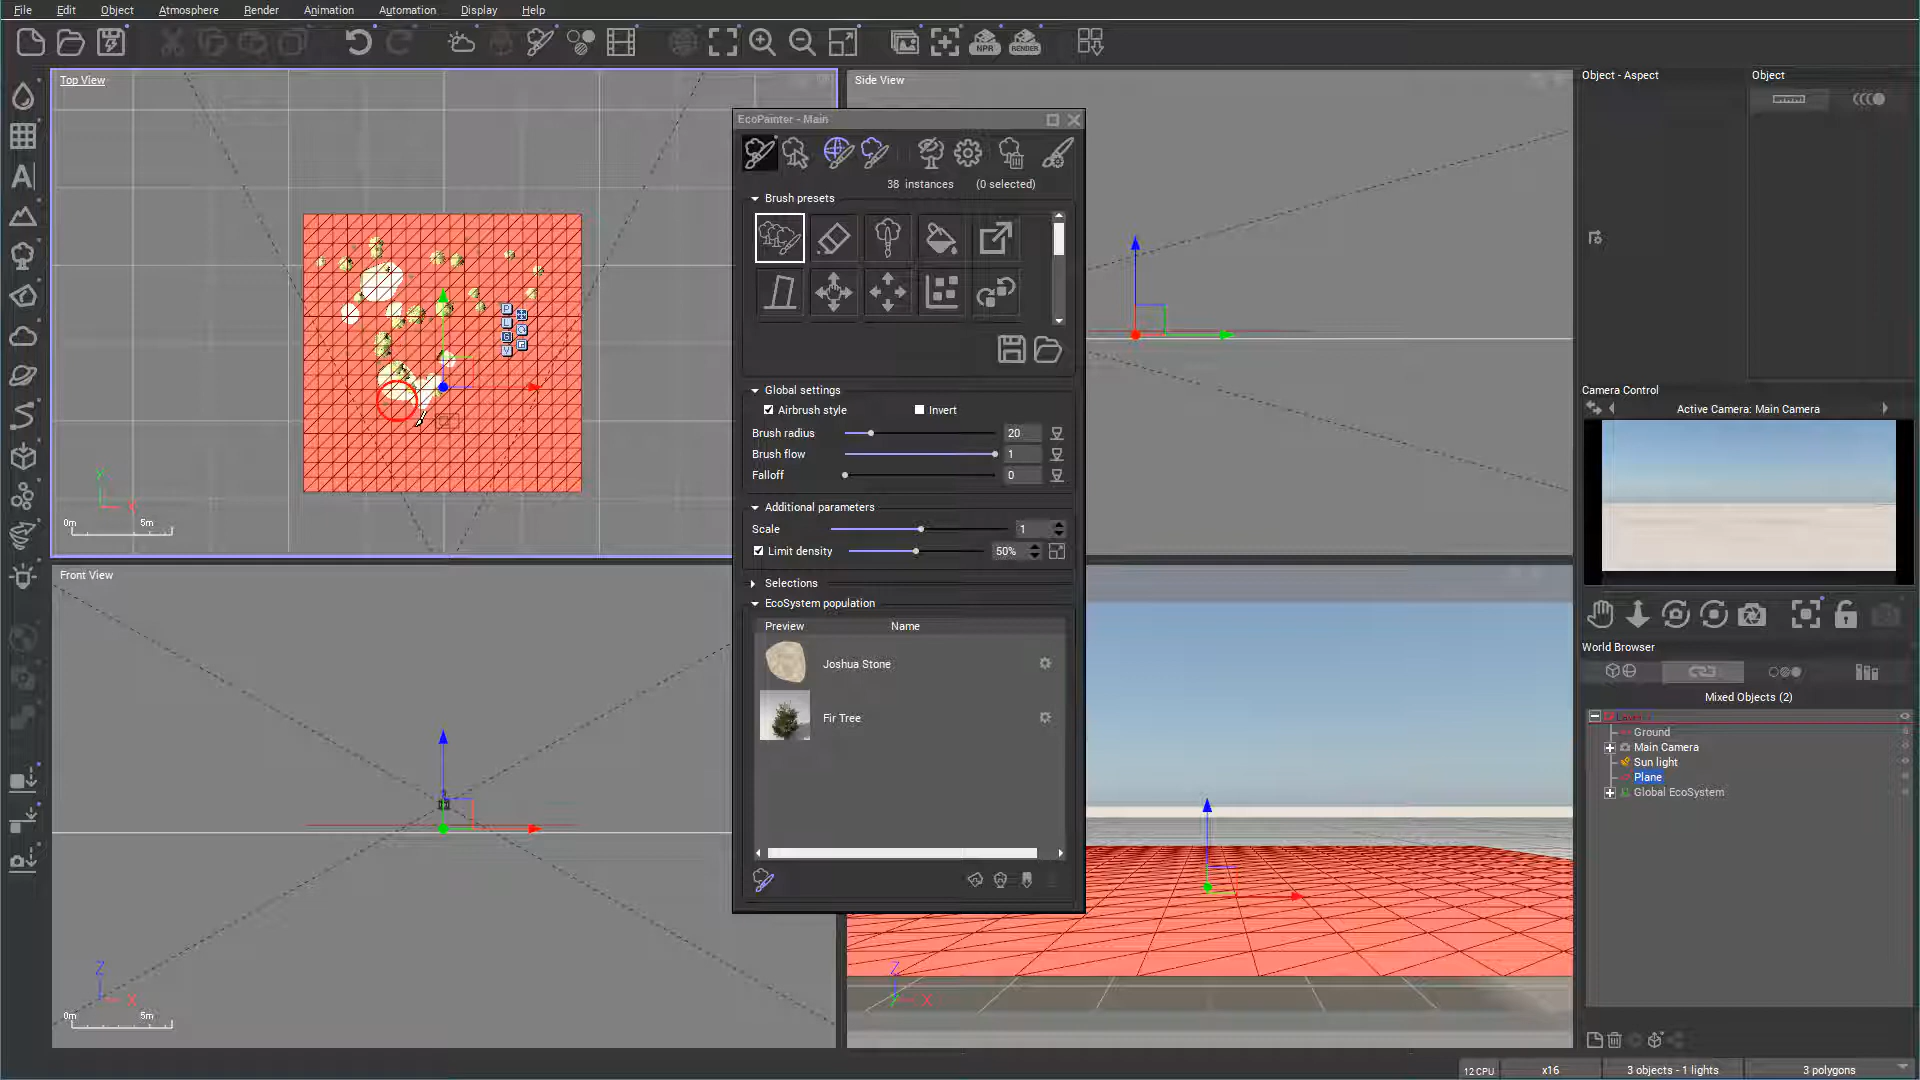 File Edit Object Atmosphere Render Animation Automation Display Help
NPR RENDER
Top View
Side View
Object - Aspect
Object
EcoPainter - Main
38 instances (0 selected)
Brush presets
Global settings
Airbrush style
Invert
Brush radius 20
Brush flow 1
Falloff 0
Additional parameters
Scale 1
Limit density 50%
Selections
EcoSystem population
Preview Name
Joshua Stone
Fir Tree
Y
X
0m 5m
Front View
Z
X
0m 5m
Z
Y X
Camera Control
Active Camera: Main Camera
World Browser
Mixed Objects (2)
Ground
Main Camera
Sun light
Plane
Global EcoSystem
12 CPU x16 3 objects - 1 lights 3 polygons